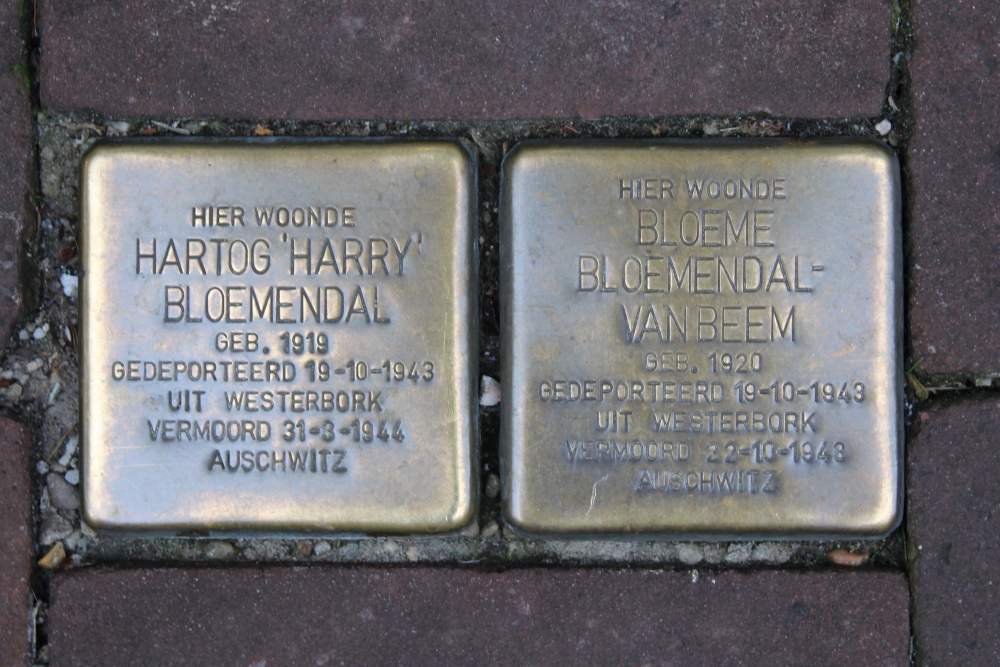 HIER WOONDE
HARTOG 'HARRY'
BLOEMENDAL
GEB. 1919
GEDEPORTEERD 19-10-1943
UIT WESTERBORK
VERMOORD 31-3-1944
AUSCHWITZ
HIER WOONDE
BLOEME
BLOEMENDAL-
VAN BEEM
GEB. 1920
GEDEPORTEERD 19-10-1943
UIT WESTERBORK
VERMOORD 22-10-1943
AUSCHWITZ